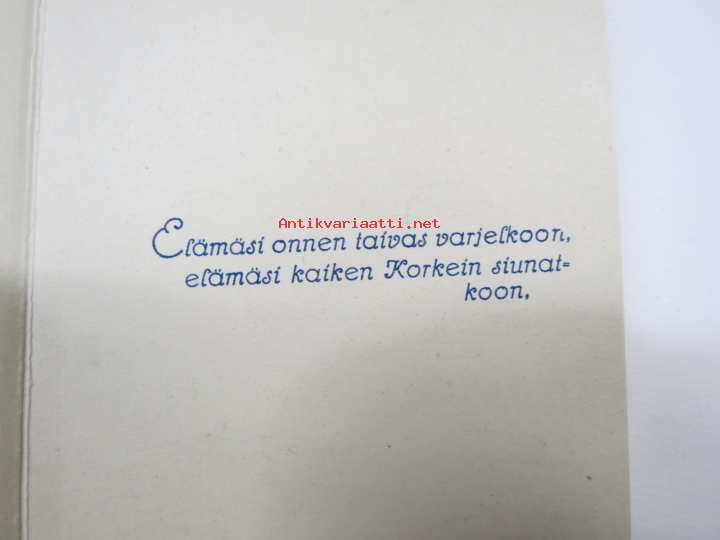 Antikvariaatti.net
Elämäsi onnen taivas varjelkoon,
elämäsi kaiken Korkein siunat=
koon.